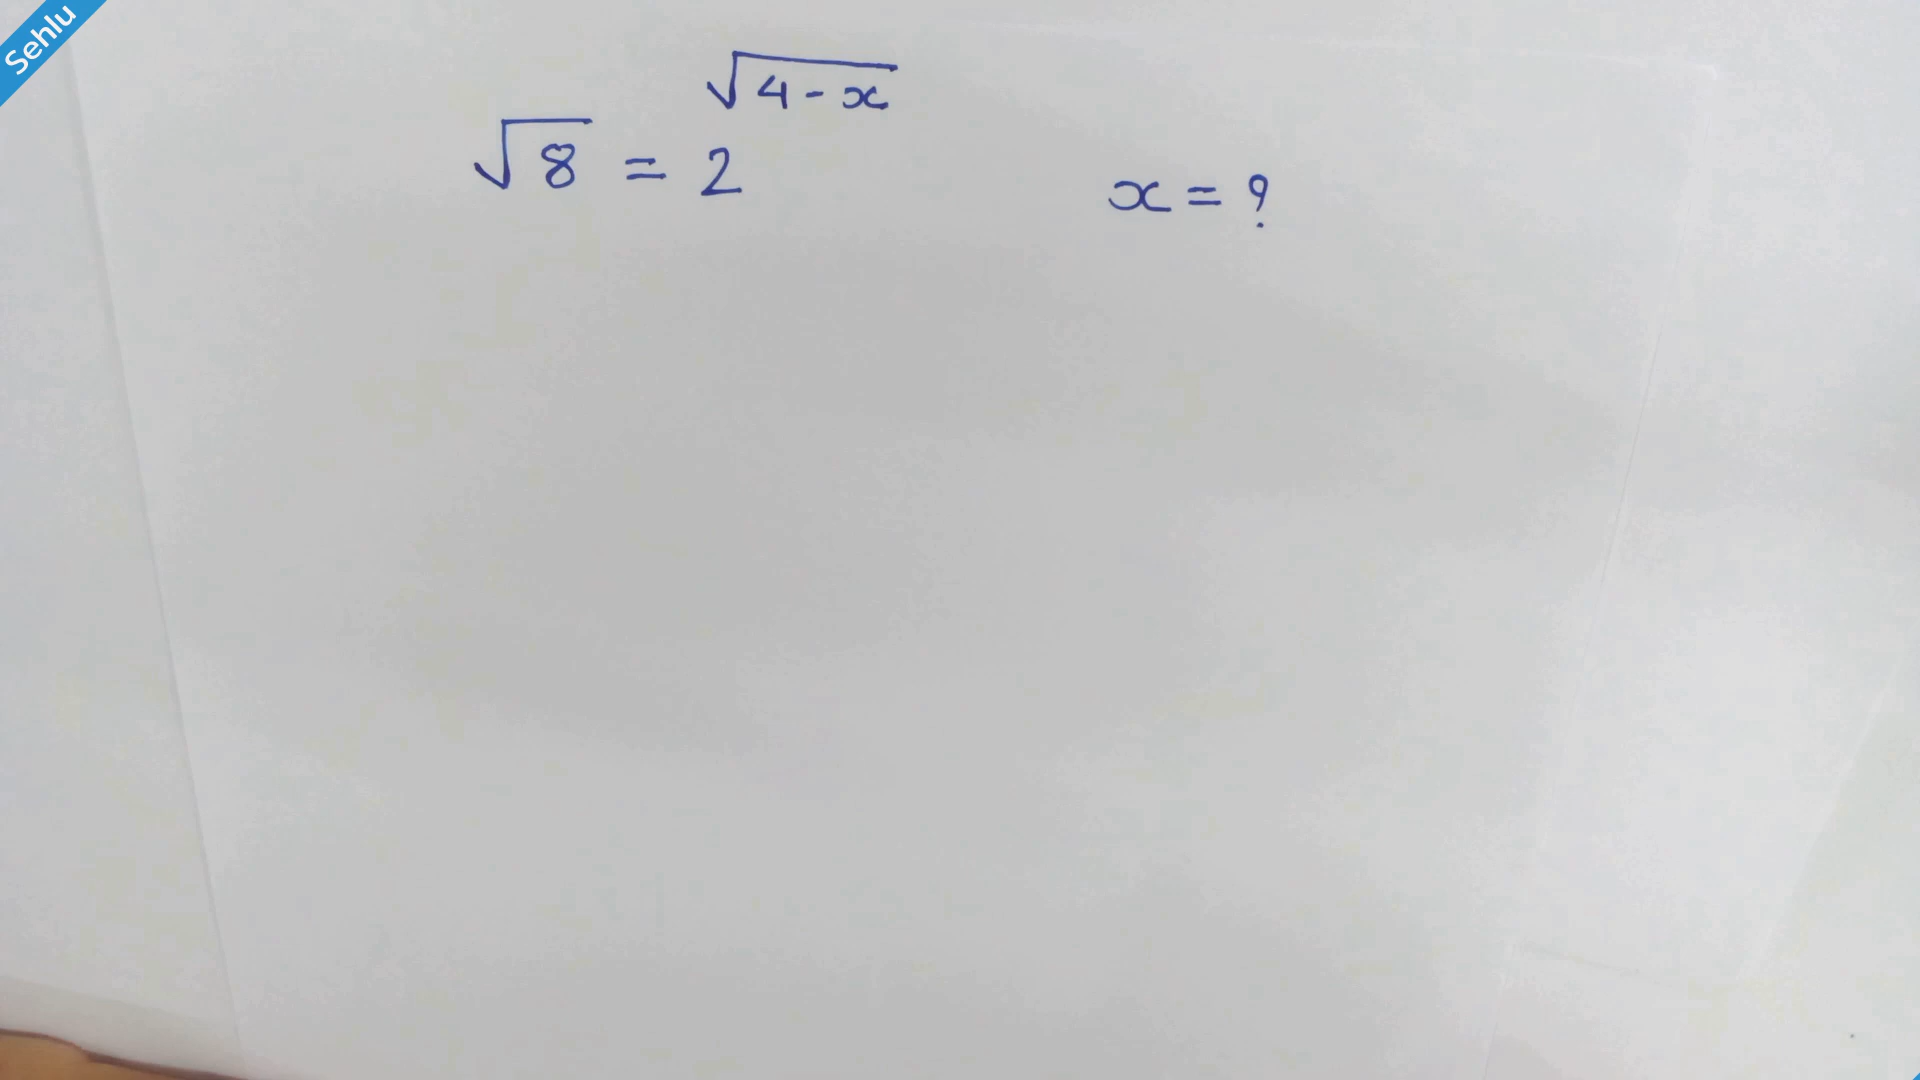 Sehlu
√8 = 2^√(4-x)
x = ?